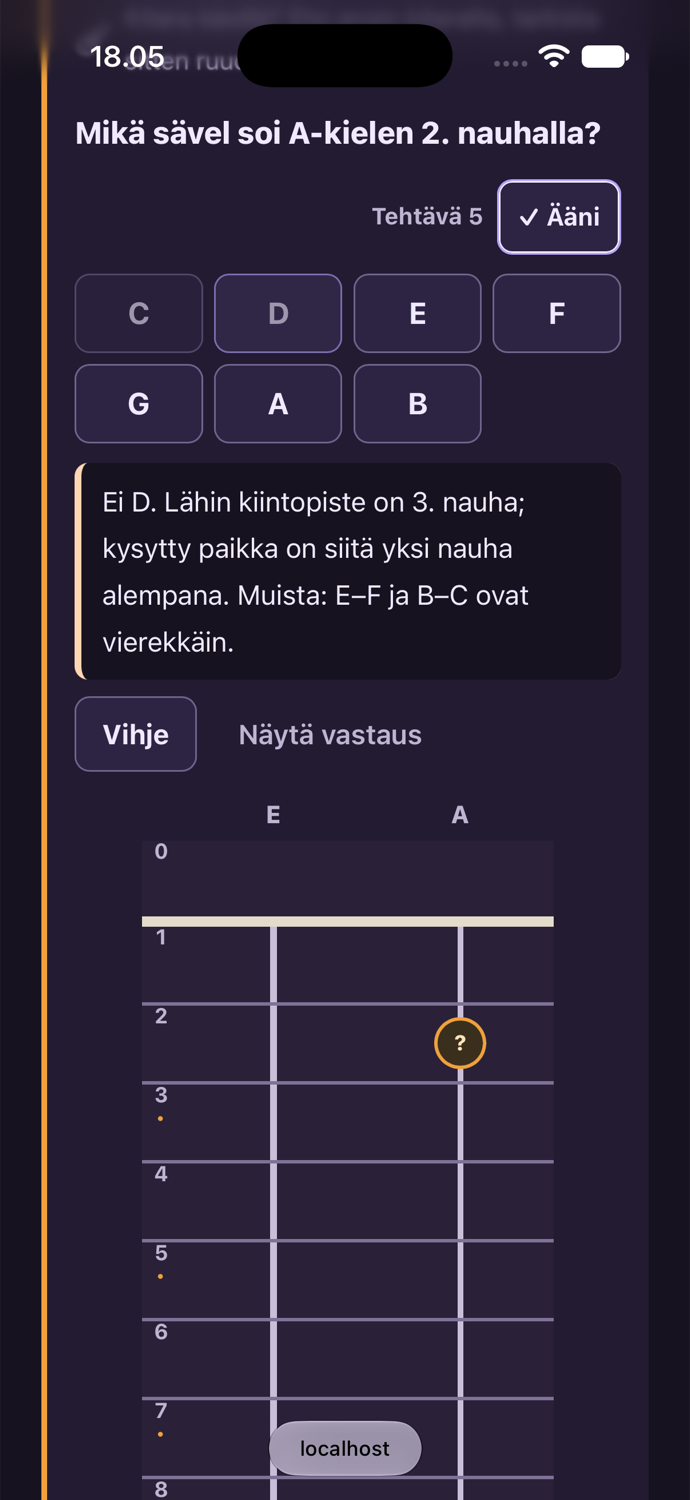 18.05
Mikä sävel soi A-kielen 2. nauhalla?
Tehtävä 5
✓ Ääni
C
D
E
F
G
A
B
Ei D. Lähin kiintopiste on 3. nauha;
kysytty paikka on siitä yksi nauha
alempana. Muista: E–F ja B–C ovat
vierekkäin.
Vihje
Näytä vastaus
E
A
0
1
2
?
3
4
5
6
7
localhost
8